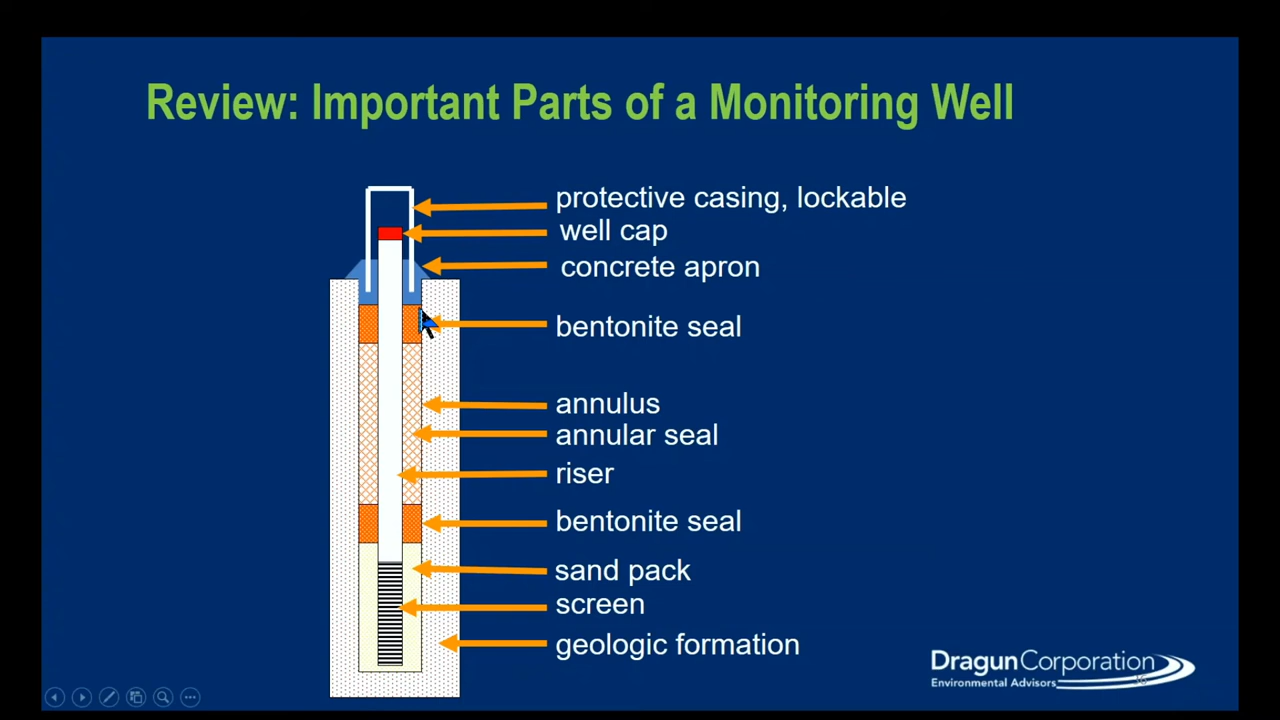 Review: Important Parts of a Monitoring Well
protective casing, lockable
well cap
concrete apron
bentonite seal
annulus
annular seal
riser
bentonite seal
sand pack
screen
geologic formation
DragunCorporation
Environmental Advisors
16